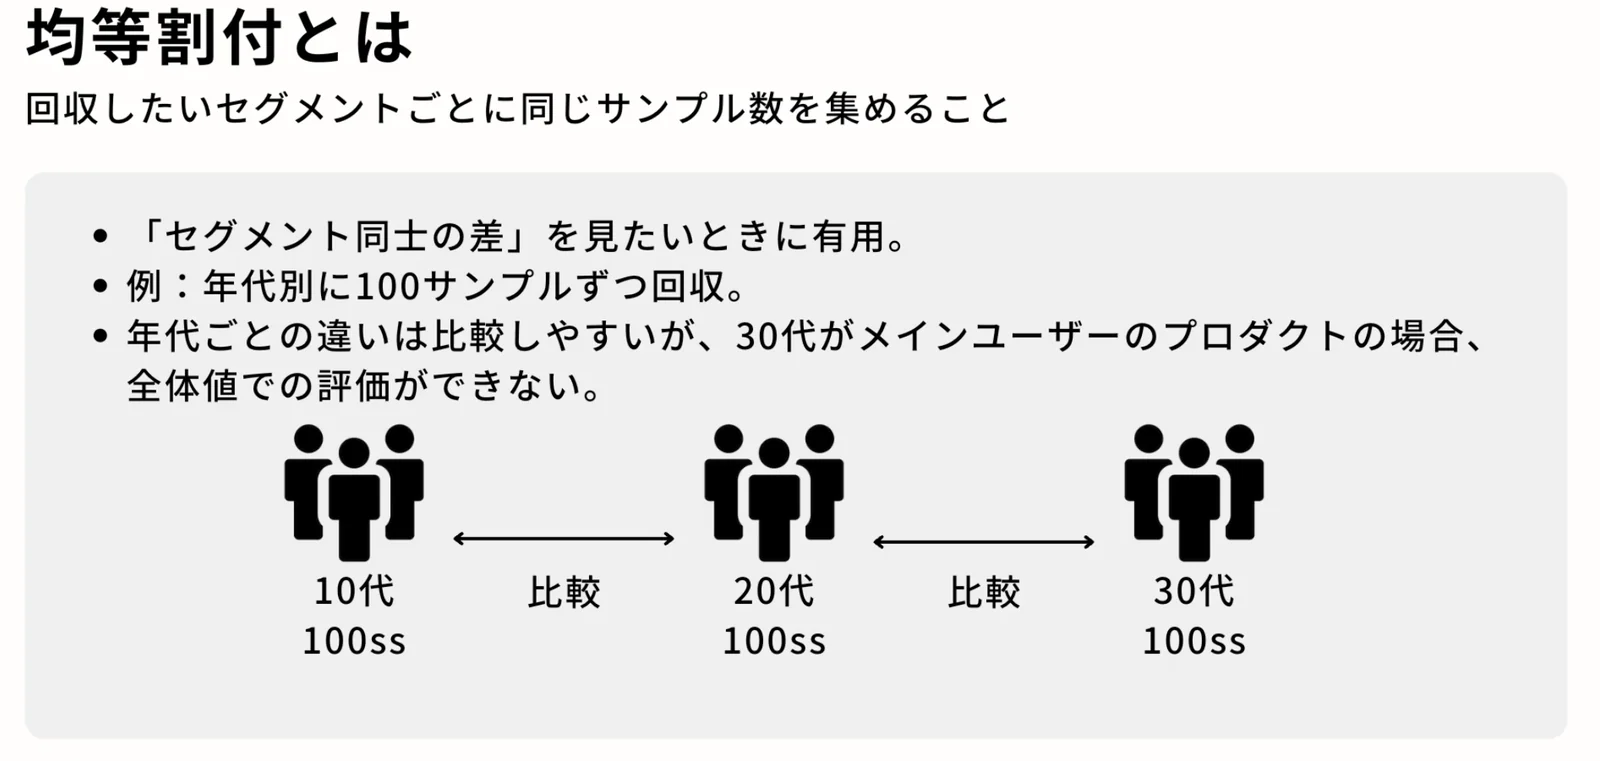 均等割付とは
回収したいセグメントごとに同じサンプル数を集めること
• 「セグメント同士の差」を見たいときに有用。
• 例：年代別に100サンプルずつ回収。
• 年代ごとの違いは比較しやすいが、30代がメインユーザーのプロダクトの場合、
全体値での評価ができない。
10代 比較 20代 比較 30代
100ss 100ss 100ss